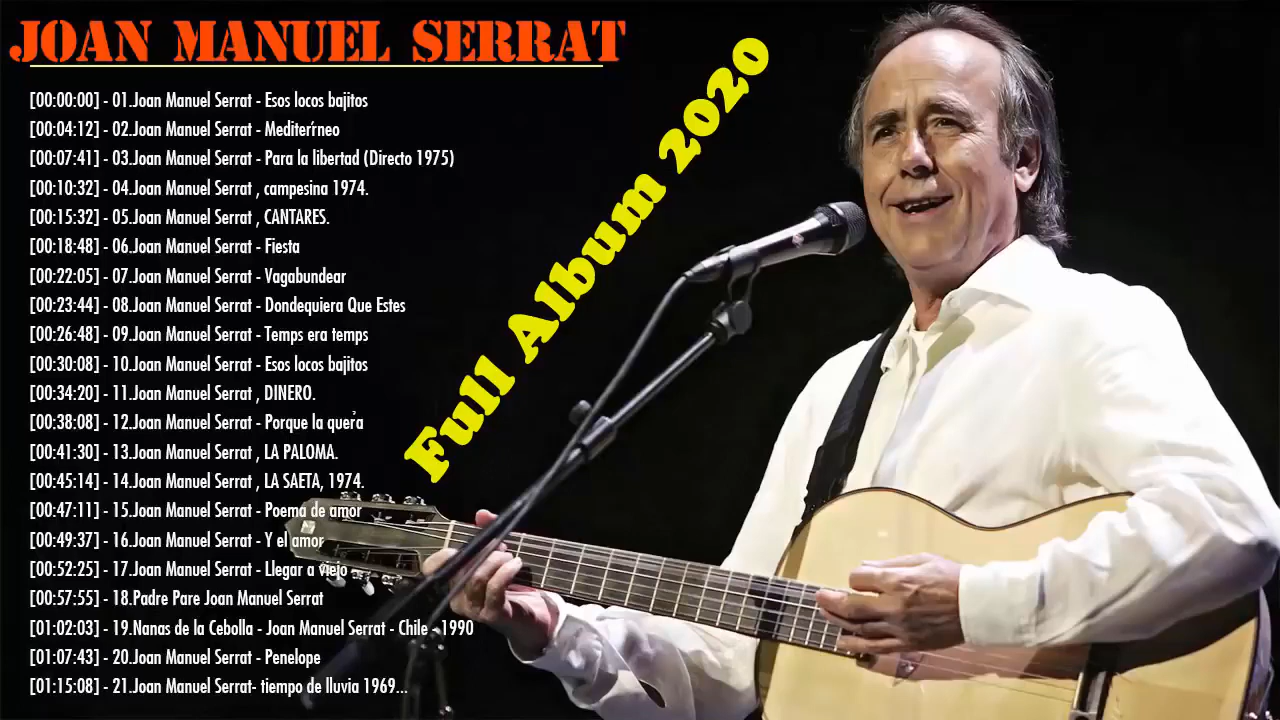 JOAN MANUEL SERRAT
Full Album 2020
[00:00:00] - 01.Joan Manuel Serrat - Esos locos bajitos
[00:04:12] - 02.Joan Manuel Serrat - Mediterŕneo
[00:07:41] - 03.Joan Manuel Serrat - Para la libertad (Directo 1975)
[00:10:32] - 04.Joan Manuel Serrat , campesina 1974.
[00:15:32] - 05.Joan Manuel Serrat , CANTARES.
[00:18:48] - 06.Joan Manuel Serrat - Fiesta
[00:22:05] - 07.Joan Manuel Serrat - Vagabundear
[00:23:44] - 08.Joan Manuel Serrat - Dondequiera Que Estes
[00:26:48] - 09.Joan Manuel Serrat - Temps era temps
[00:30:08] - 10.Joan Manuel Serrat - Esos locos bajitos
[00:34:20] - 11.Joan Manuel Serrat , DINERO.
[00:38:08] - 12.Joan Manuel Serrat - Porque la quer̉a
[00:41:30] - 13.Joan Manuel Serrat , LA PALOMA.
[00:45:14] - 14.Joan Manuel Serrat , LA SAETA, 1974.
[00:47:11] - 15.Joan Manuel Serrat - Poema de amor
[00:49:37] - 16.Joan Manuel Serrat - Y el amor
[00:52:25] - 17.Joan Manuel Serrat - Llegar a viejo
[00:57:55] - 18.Padre Pare Joan Manuel Serrat
[01:02:03] - 19.Nanas de la Cebolla - Joan Manuel Serrat - Chile - 1990
[01:07:43] - 20.Joan Manuel Serrat - Penelope
[01:15:08] - 21.Joan Manuel Serrat- tiempo de lluvia 1969...